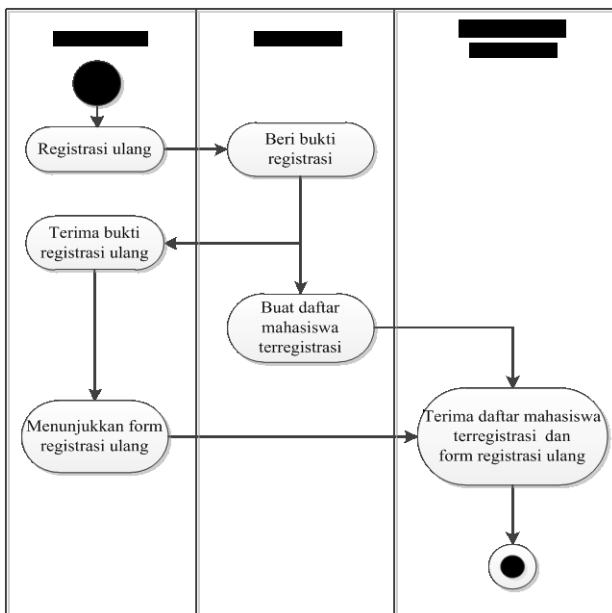 Registrasi ulang
Beri bukti
registrasi
Terima bukti
registrasi ulang
Buat daftar
mahasiswa
terregistrasi
Menunjukkan form
registrasi ulang
Terima daftar mahasiswa
terregistrasi dan
form registrasi ulang